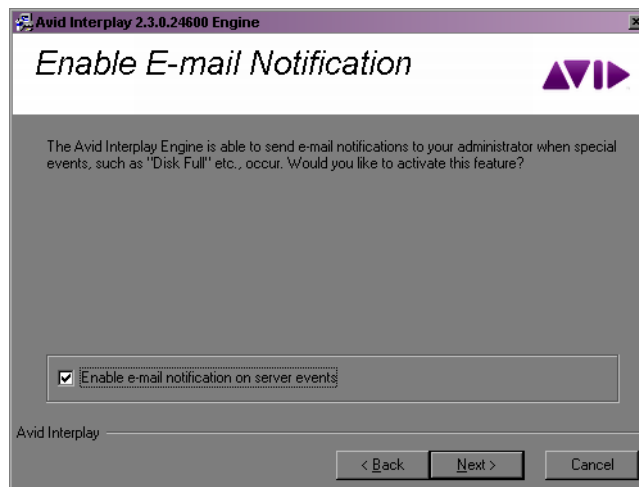 Avid Interplay 2.3.0.24600 Engine
Enable E-mail Notification
AVID
The Avid Interplay Engine is able to send e-mail notifications to your administrator when special
events, such as "Disk Full" etc., occur. Would you like to activate this feature?
Enable e-mail notification on server events
Avid Interplay
< Back Next > Cancel